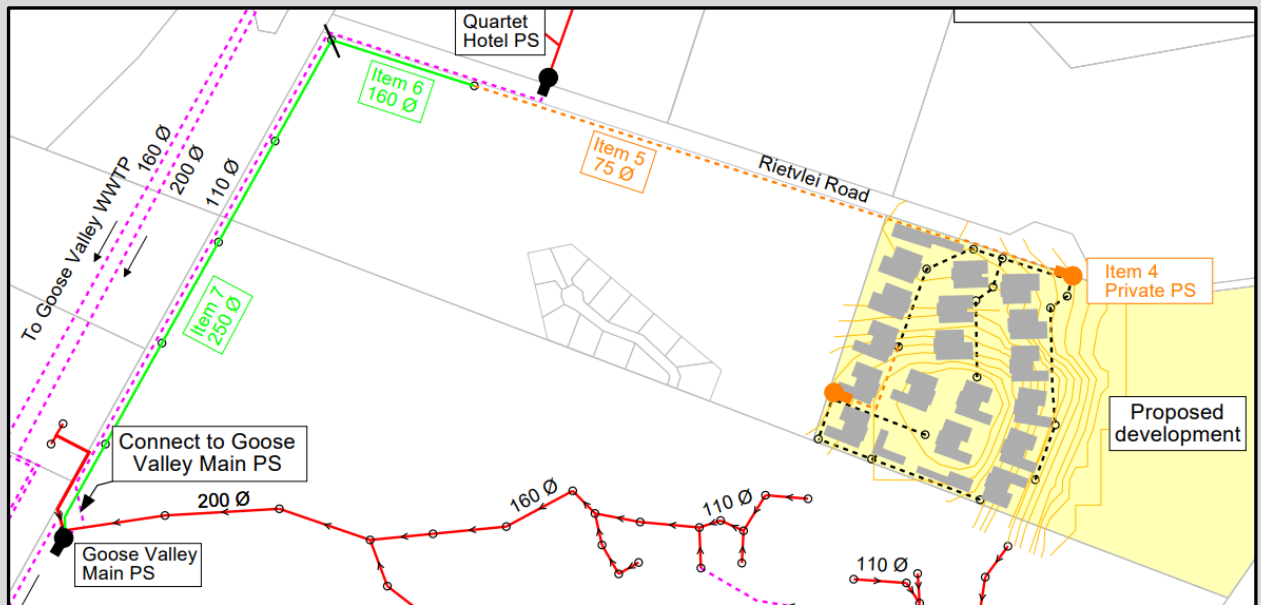 Quartet
Hotel PS
Item 6
160 Ø
Item 5
75 Ø
Rietvlei Road
160 Ø
200 Ø
110 Ø
To Goose Valley WWTP
Item 7
250 Ø
Item 4
Private PS
Proposed
development
Connect to Goose
Valley Main PS
200 Ø
160 Ø
110 Ø
110 Ø
Goose Valley
Main PS